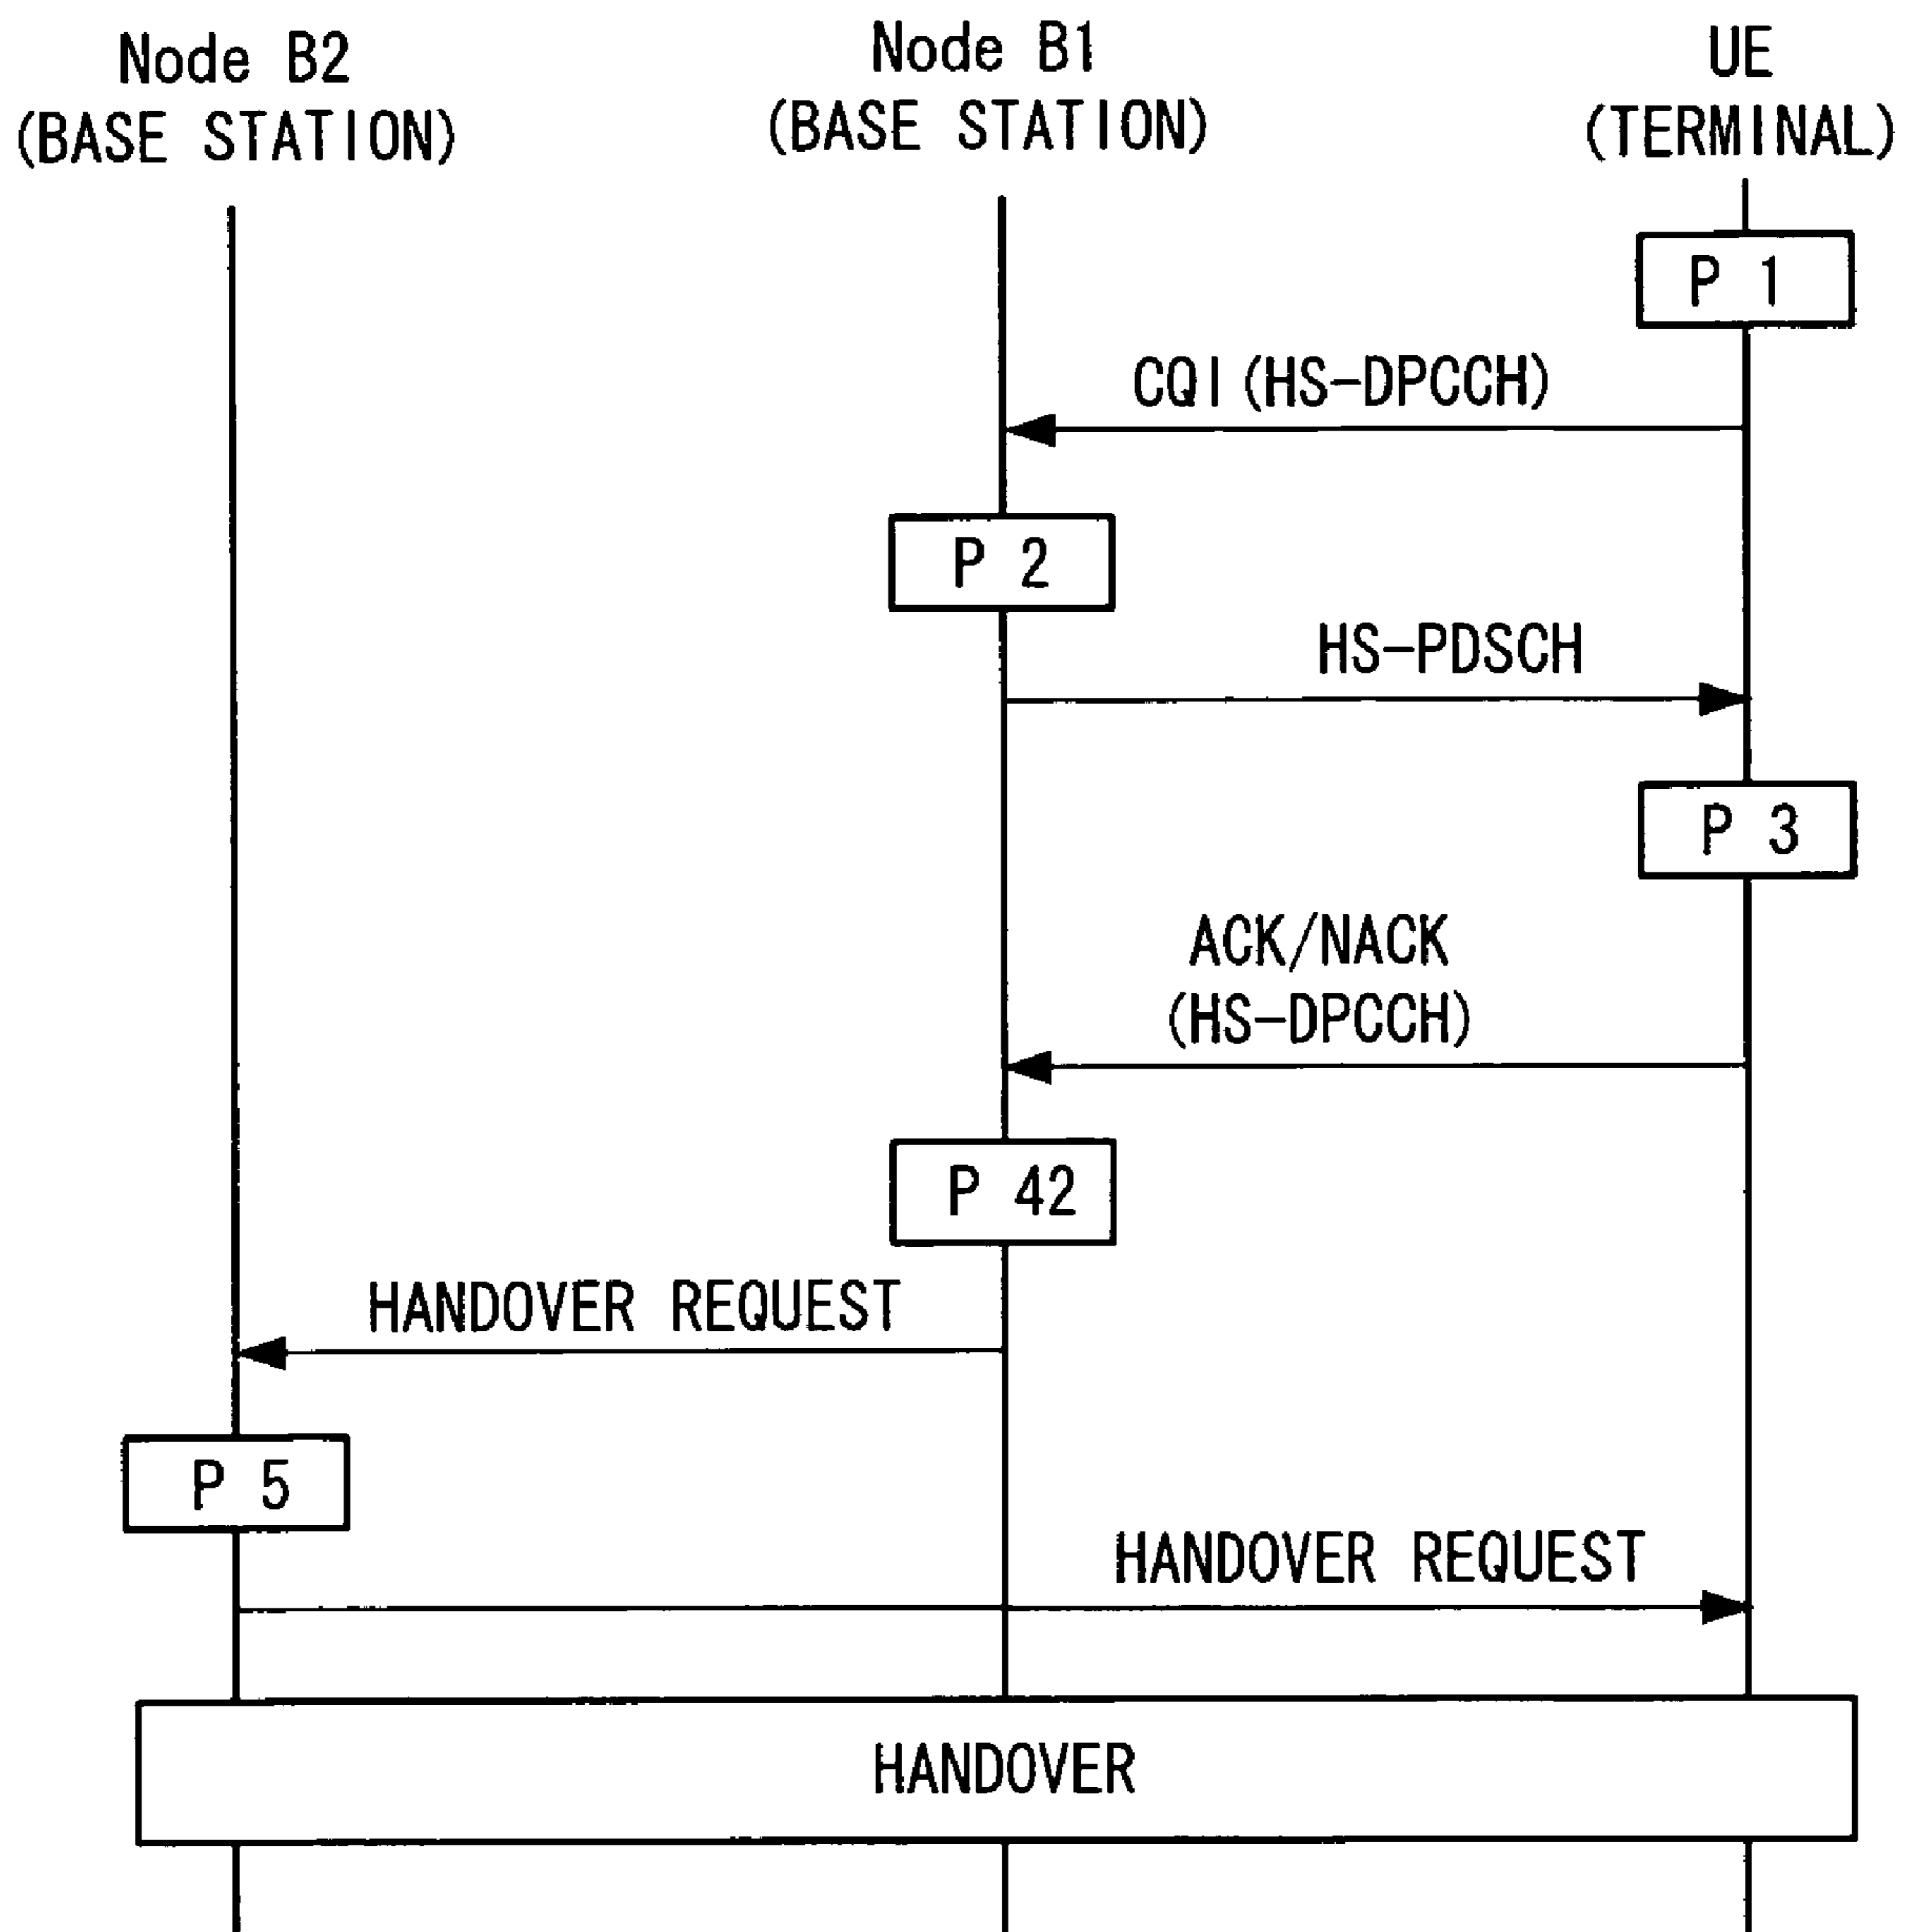 Node B2
(BASE STATION)
Node B1
(BASE STATION)
UE
(TERMINAL)
P 1
CQI(HS-DPCCH)
P 2
HS-PDSCH
P 3
ACK/NACK
(HS-DPCCH)
P 42
HANDOVER REQUEST
P 5
HANDOVER REQUEST
HANDOVER